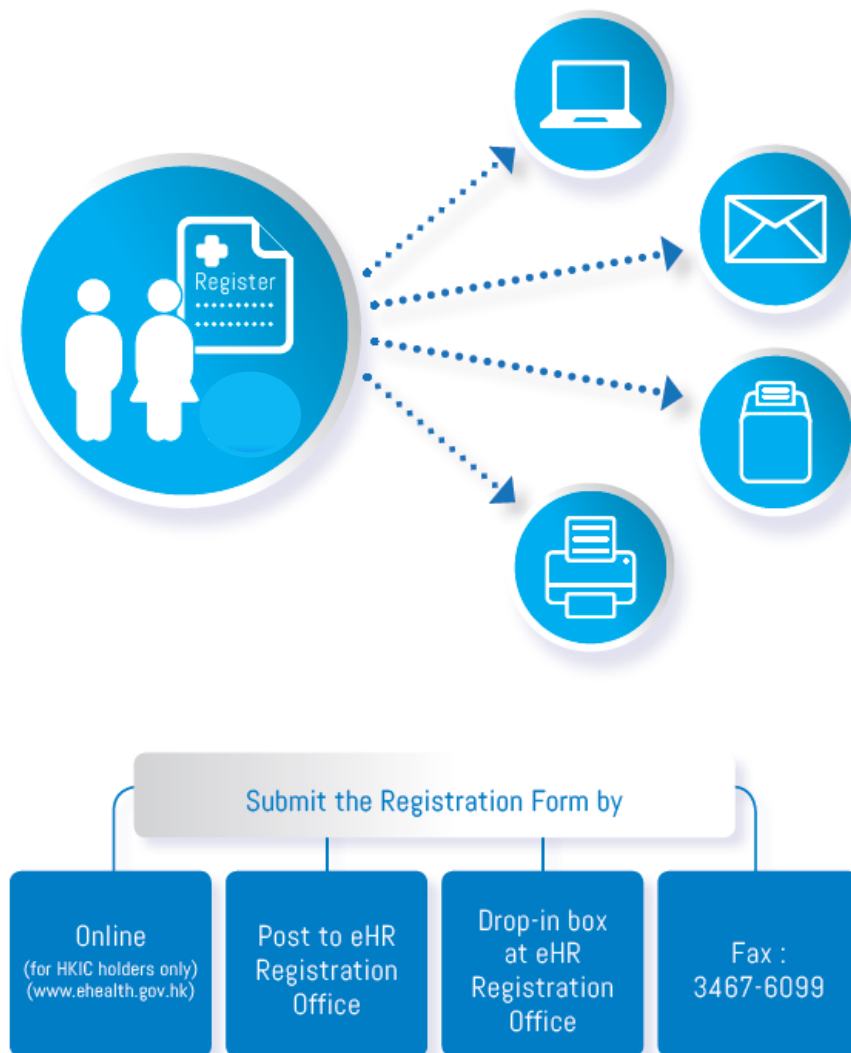 Register
Submit the Registration Form by
Online
(for HKIC holders only)
(www.ehealth.gov.hk)
Post to eHR
Registration
Office
Drop-in box
at eHR
Registration
Office
Fax :
3467-6099